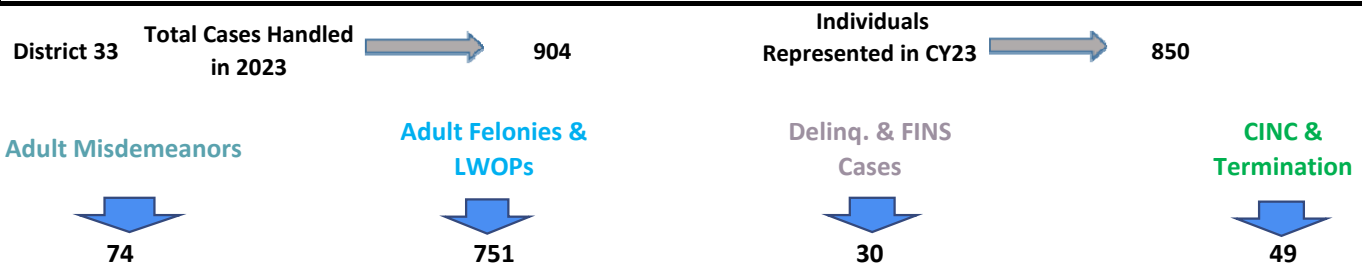 District 33
Total Cases Handled
in 2023
904
Individuals
Represented in CY23
850
Adult Misdemeanors
Adult Felonies &
LWOPs
Delinq. & FINS
Cases
CINC &
Termination
74
751
30
49